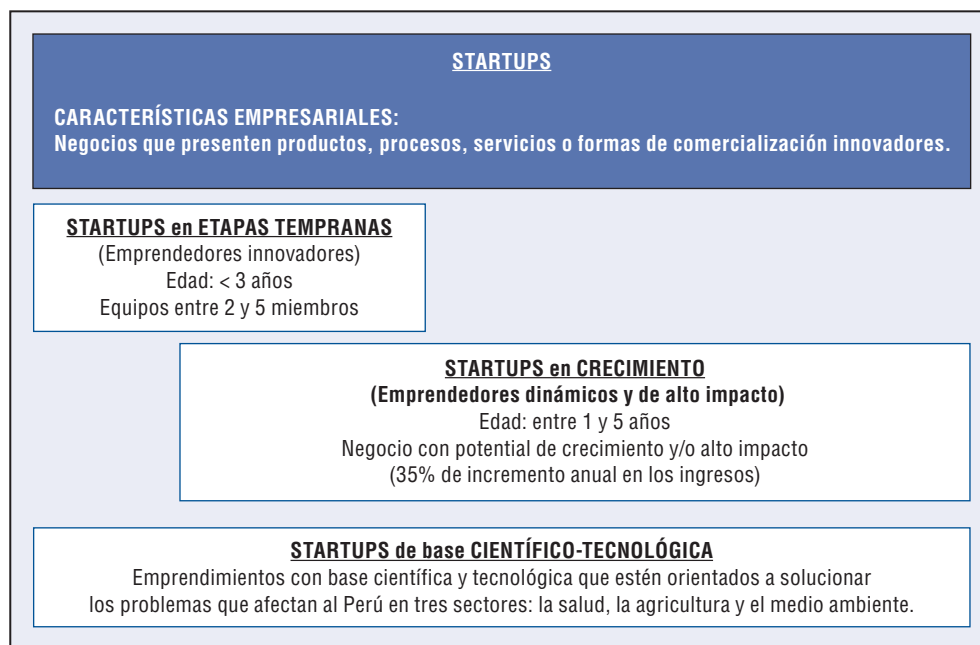 STARTUPS
CARACTERÍSTICAS EMPRESARIALES:
Negocios que presenten productos, procesos, servicios o formas de comercialización innovadores.
STARTUPS en ETAPAS TEMPRANAS
(Emprendedores innovadores)
Edad: < 3 años
Equipos entre 2 y 5 miembros
STARTUPS en CRECIMIENTO
(Emprendedores dinámicos y de alto impacto)
Edad: entre 1 y 5 años
Negocio con potential de crecimiento y/o alto impacto
(35% de incremento anual en los ingresos)
STARTUPS de base CIENTÍFICO-TECNOLÓGICA
Emprendimientos con base científica y tecnológica que estén orientados a solucionar
los problemas que afectan al Perú en tres sectores: la salud, la agricultura y el medio ambiente.